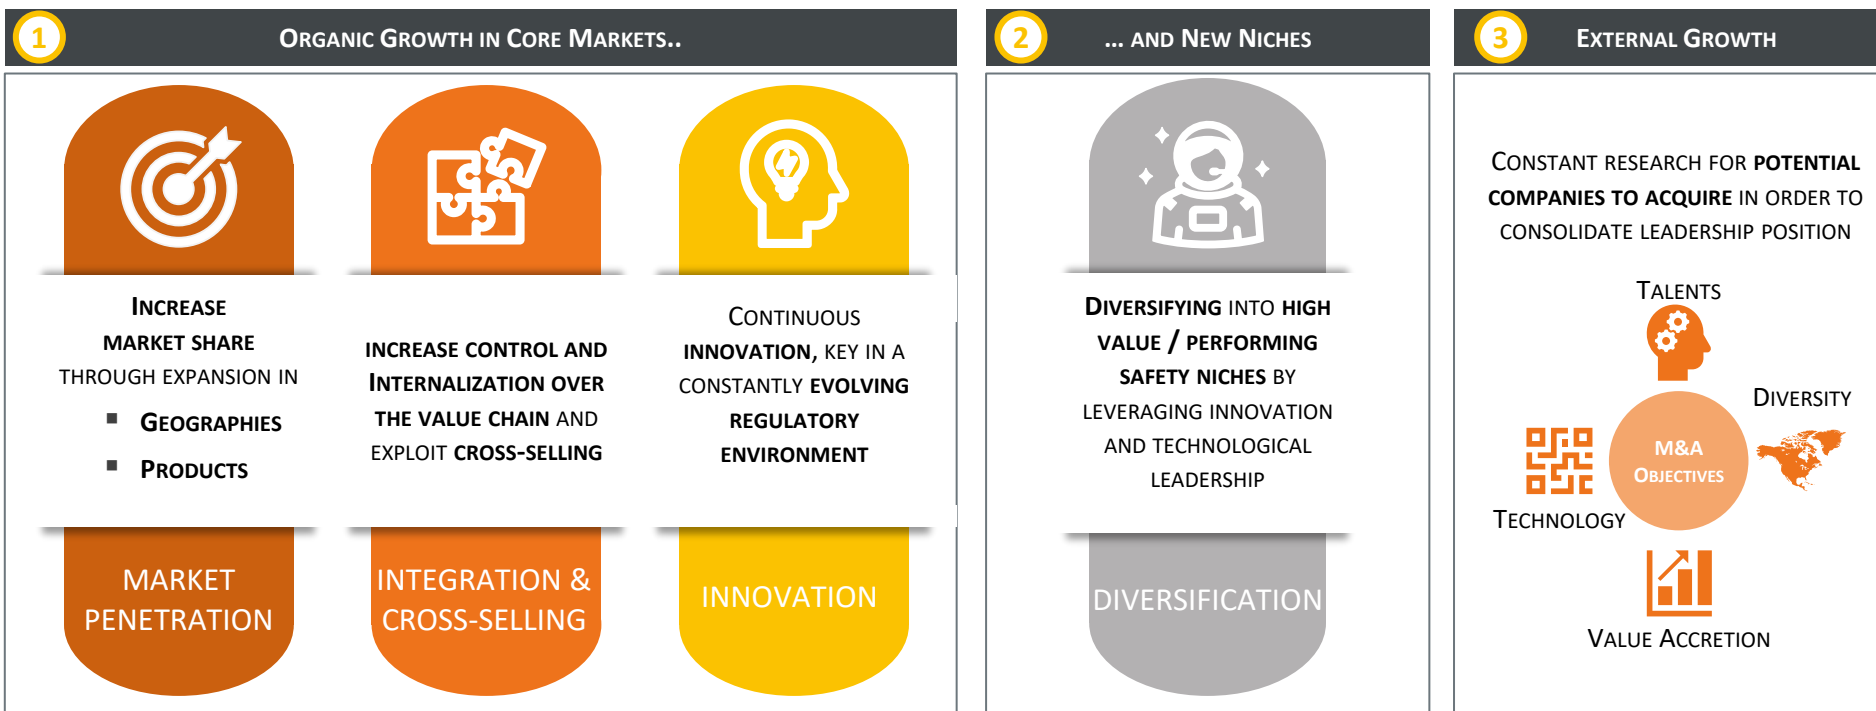 1
ORGANIC GROWTH IN CORE MARKETS..
INCREASE
MARKET SHARE
THROUGH EXPANSION IN
▪ GEOGRAPHIES
▪ PRODUCTS
MARKET
PENETRATION
INCREASE CONTROL AND
INTERNALIZATION OVER
THE VALUE CHAIN AND
EXPLOIT CROSS-SELLING
INTEGRATION &
CROSS-SELLING
CONTINUOUS
INNOVATION, KEY IN A
CONSTANTLY EVOLVING
REGULATORY
ENVIRONMENT
INNOVATION
2
... AND NEW NICHES
DIVERSIFYING INTO HIGH
VALUE / PERFORMING
SAFETY NICHES BY
LEVERAGING INNOVATION
AND TECHNOLOGICAL
LEADERSHIP
DIVERSIFICATION
3
EXTERNAL GROWTH
CONSTANT RESEARCH FOR POTENTIAL
COMPANIES TO ACQUIRE IN ORDER TO
CONSOLIDATE LEADERSHIP POSITION
TALENTS
DIVERSITY
M&A
OBJECTIVES
TECHNOLOGY
VALUE ACCRETION